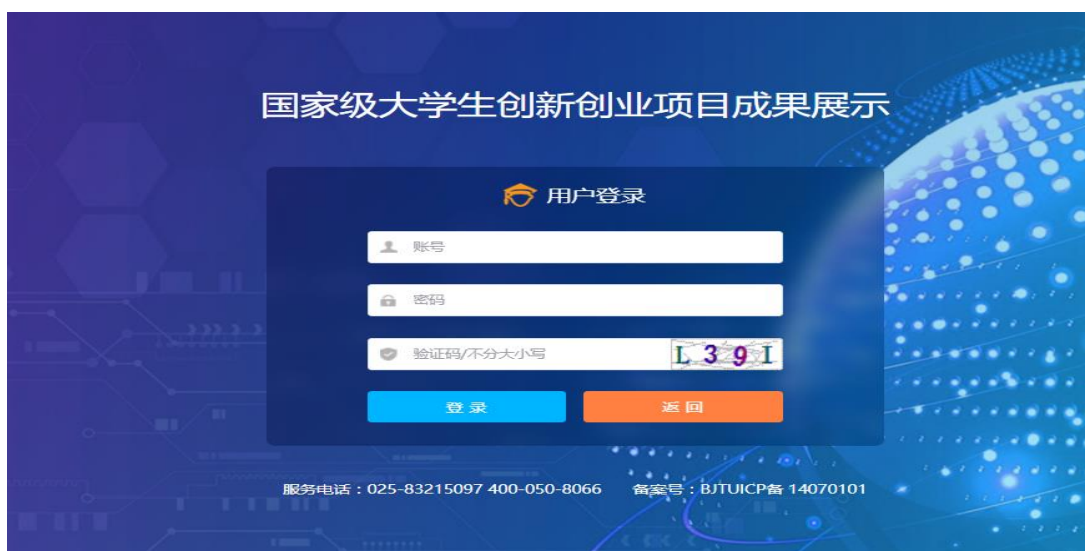 国家级大学生创新创业项目成果展示
用户登录
账号
密码
验证码/不分大小写 L39I
登录 返回
服务电话：025-83215097 400-050-8066 备案号：BJTUICP备 14070101